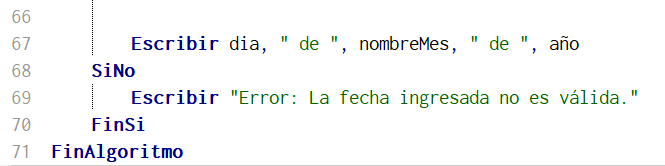 66
67 Escribir dia, " de ", nombreMes, " de ", año
68 SiNo
69 Escribir "Error: La fecha ingresada no es válida."
70 FinSi
71 FinAlgoritmo